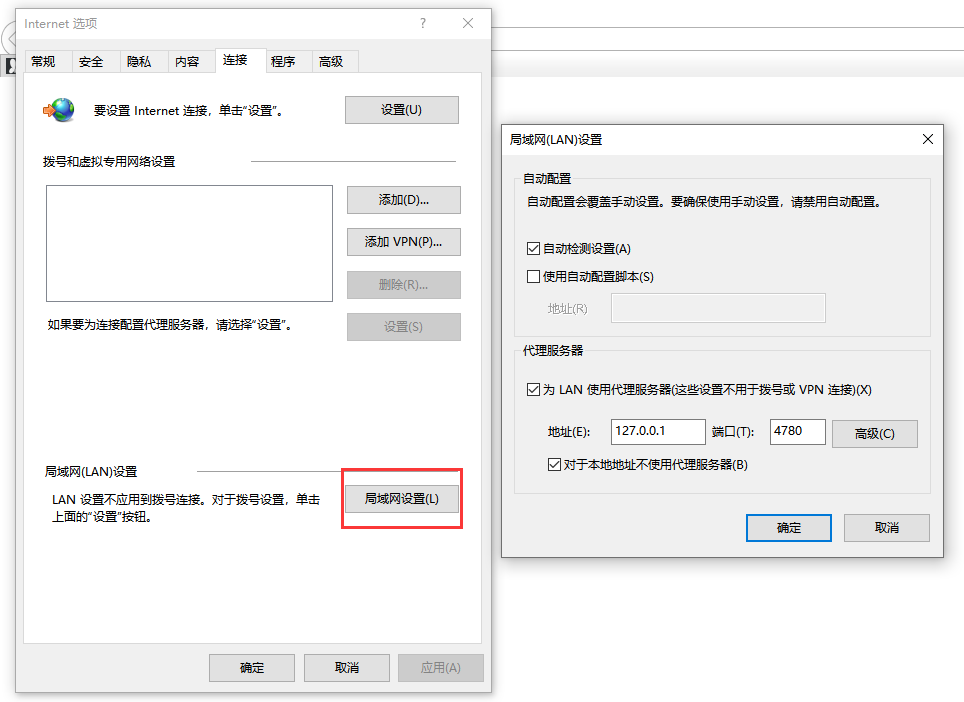 Internet 选项
?
常规
安全
隐私
内容
连接
程序
高级
要设置 Internet 连接，单击“设置”。
设置(U)
拨号和虚拟专用网络设置
添加(D)...
添加 VPN(P)...
删除(R)...
如果要为连接配置代理服务器，请选择“设置”。
设置(S)
局域网(LAN)设置
LAN 设置不应用到拨号连接。对于拨号设置，单击
上面的“设置”按钮。
局域网设置(L)
确定
取消
应用(A)
局域网(LAN)设置
自动配置
自动配置会覆盖手动设置。要确保使用手动设置，请禁用自动配置。
自动检测设置(A)
使用自动配置脚本(S)
地址(R)
代理服务器
为 LAN 使用代理服务器(这些设置不用于拨号或 VPN 连接)(X)
地址(E):
127.0.0.1
端口(T):
4780
高级(C)
对于本地地址不使用代理服务器(B)
确定
取消